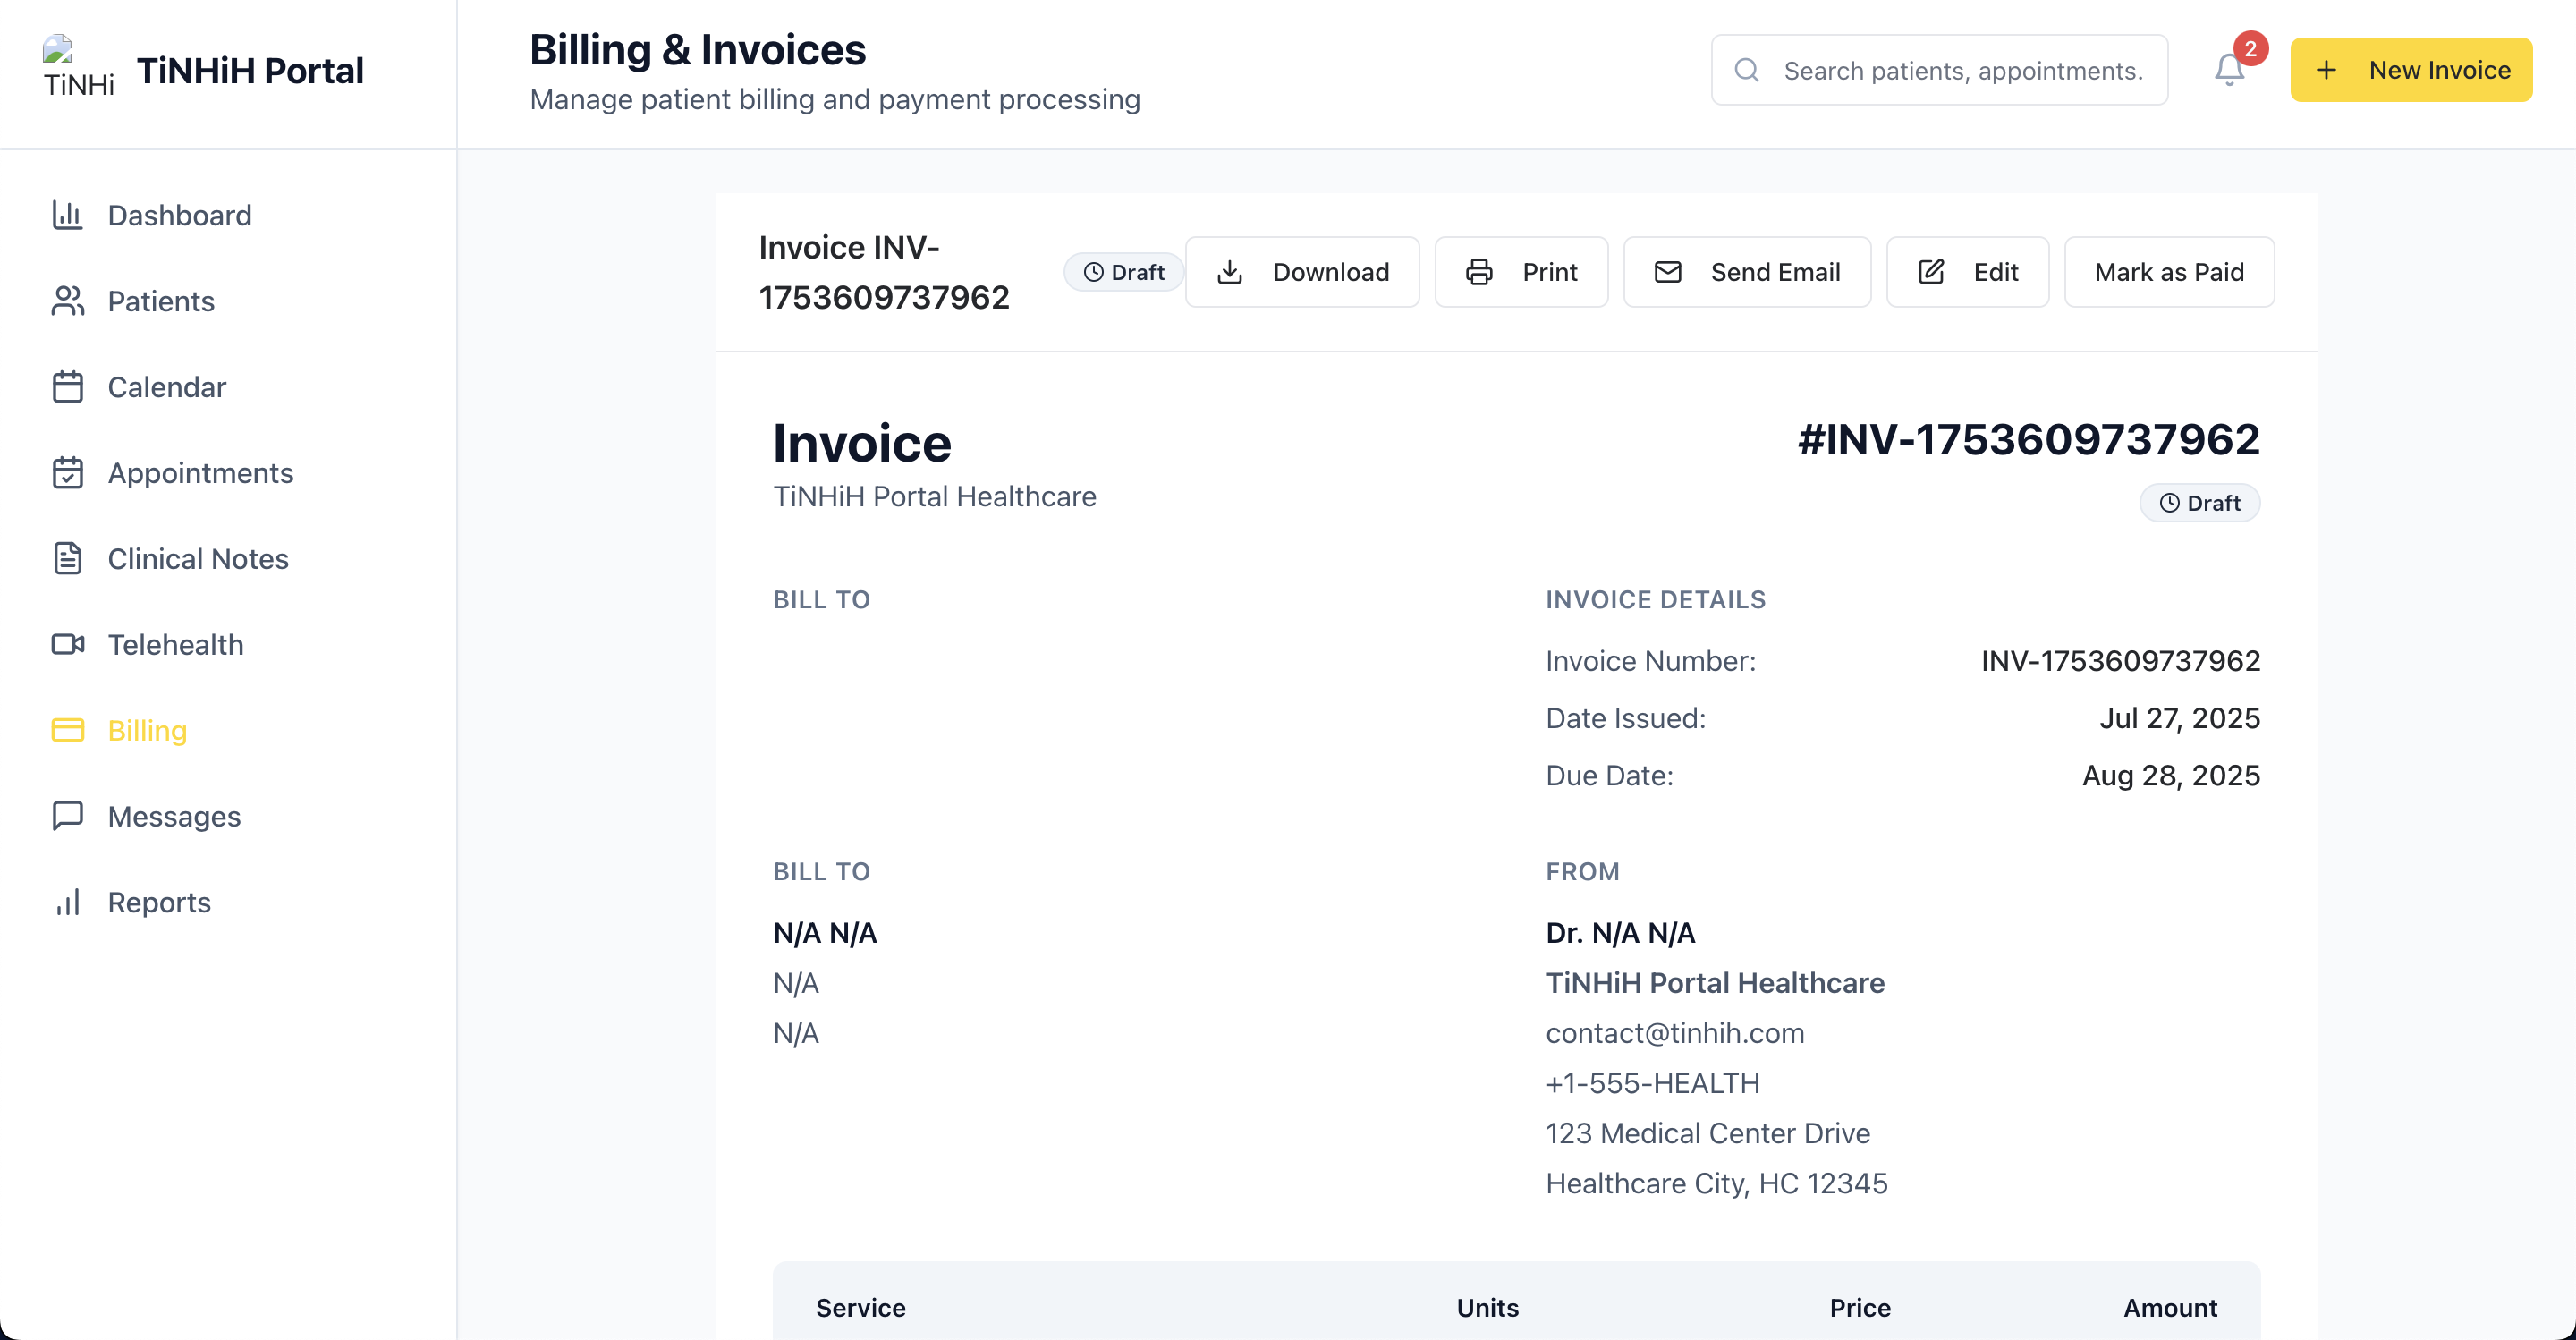 TiNHi
TiNHiH Portal
Billing & Invoices
Manage patient billing and payment processing
Search patients, appointments.
2
New Invoice
Dashboard
Patients
Calendar
Appointments
Clinical Notes
Telehealth
Billing
Messages
Reports
Invoice INV-
1753609737962
Draft
Download
Print
Send Email
Edit
Mark as Paid
Invoice
#INV-1753609737962
TiNHiH Portal Healthcare
Draft
BILL TO
INVOICE DETAILS
Invoice Number: INV-1753609737962
Date Issued: Jul 27, 2025
Due Date: Aug 28, 2025
BILL TO
N/A N/A
N/A
N/A
FROM
Dr. N/A N/A
TiNHiH Portal Healthcare
contact@tinhih.com
+1-555-HEALTH
123 Medical Center Drive
Healthcare City, HC 12345
Service Units Price Amount